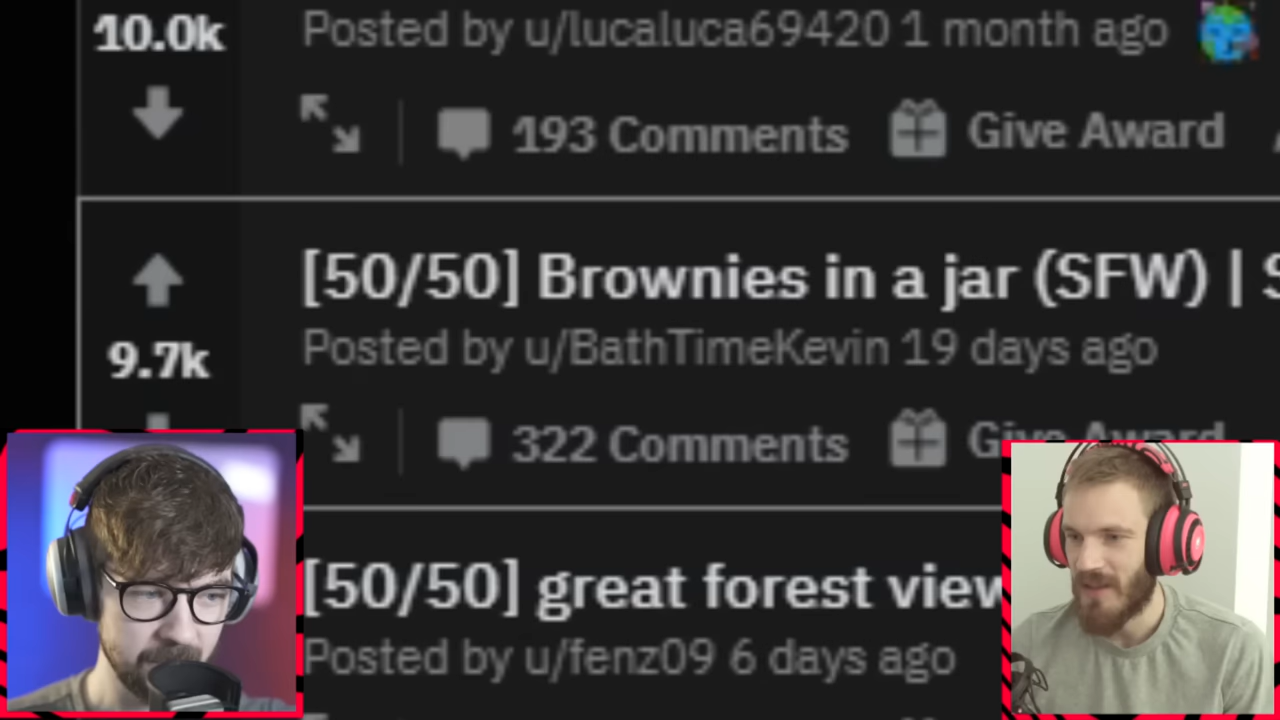 10.0k
Posted by u/lucaluca69420 1 month ago
193 Comments
Give Award
[50/50] Brownies in a jar (SFW) | S
9.7k
Posted by u/BathTimeKevin 19 days ago
322 Comments
Give Award
[50/50] great forest view
Posted by u/fenz09 6 days ago